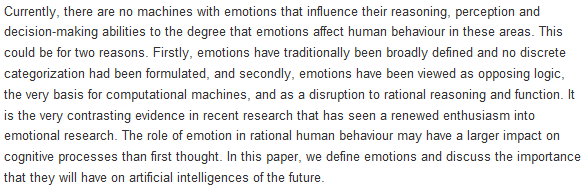 Currently, there are no machines with emotions that influence their reasoning, perception and
decision-making abilities to the degree that emotions affect human behaviour in these areas. This
could be for two reasons. Firstly, emotions have traditionally been broadly defined and no discrete
categorization had been formulated, and secondly, emotions have been viewed as opposing logic,
the very basis for computational machines, and as a disruption to rational reasoning and function. It
is the very contrasting evidence in recent research that has seen a renewed enthusiasm into
emotional research. The role of emotion in rational human behaviour may have a larger impact on
cognitive processes than first thought. In this paper, we define emotions and discuss the importance
that they will have on artificial intelligences of the future.